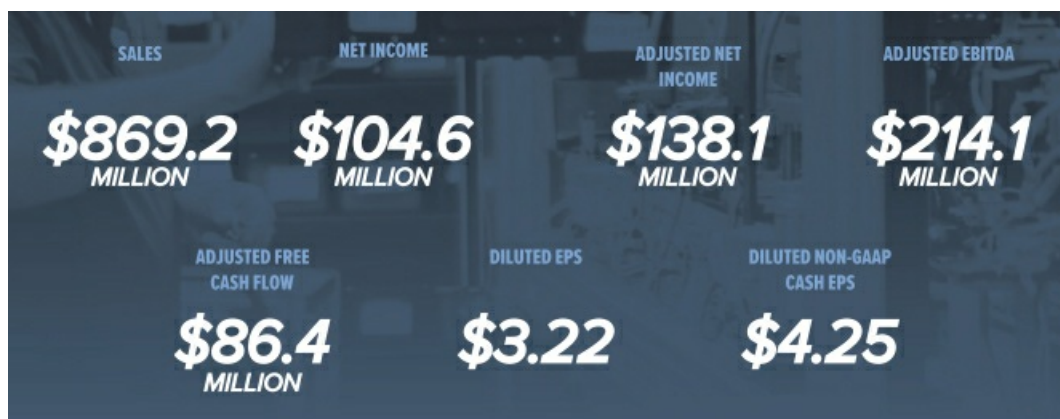 SALES
$869.2
MILLION
NET INCOME
$104.6
MILLION
ADJUSTED NET
INCOME
$138.1
MILLION
ADJUSTED EBITDA
$214.1
MILLION
ADJUSTED FREE
CASH FLOW
$86.4
MILLION
DILUTED EPS
$3.22
DILUTED NON-GAAP
CASH EPS
$4.25